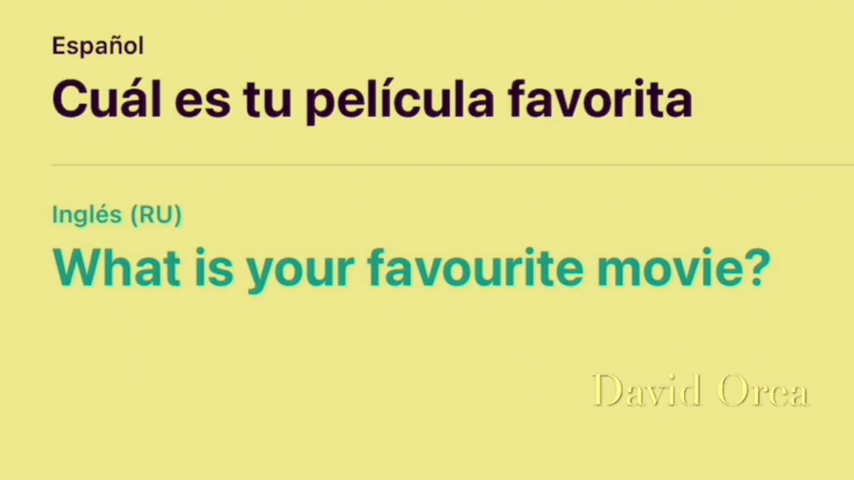 Español
Cuál es tu película favorita
Inglés (RU)
What is your favourite movie?
David Orea